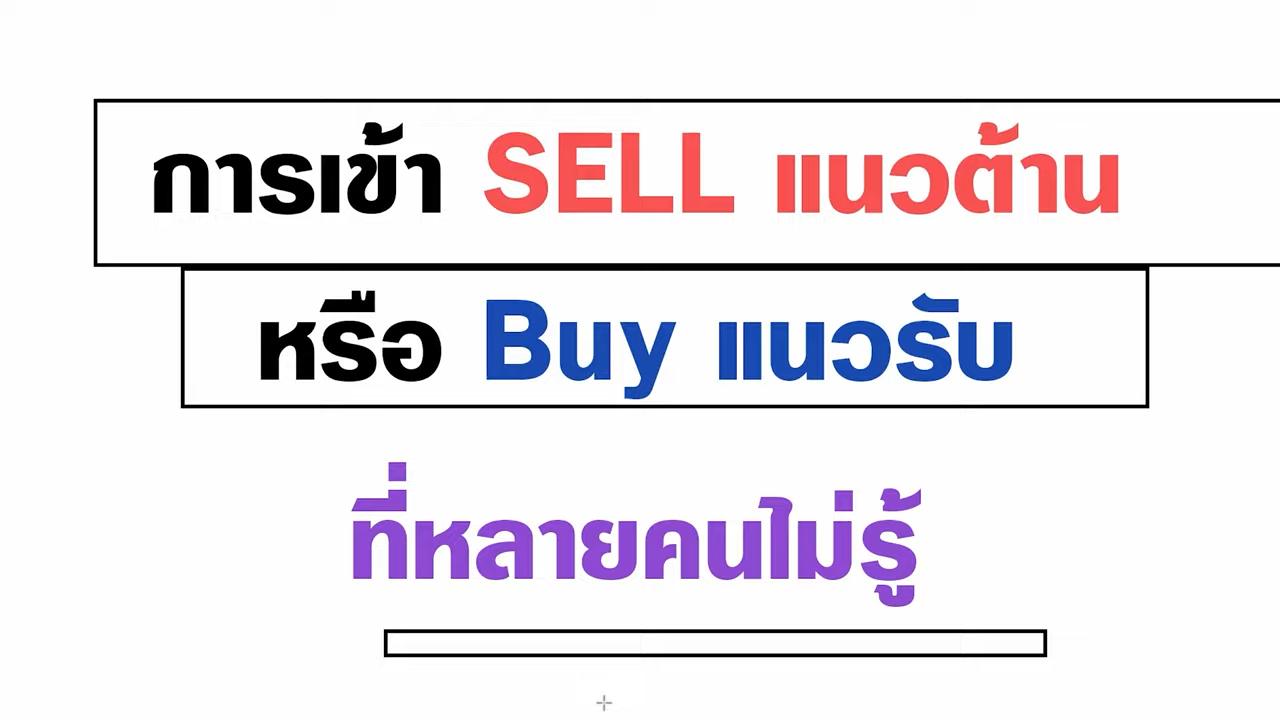 การเข้า SELL แนวต้าน
หรือ Buy แนวรับ
ที่หลายคนไม่รู้